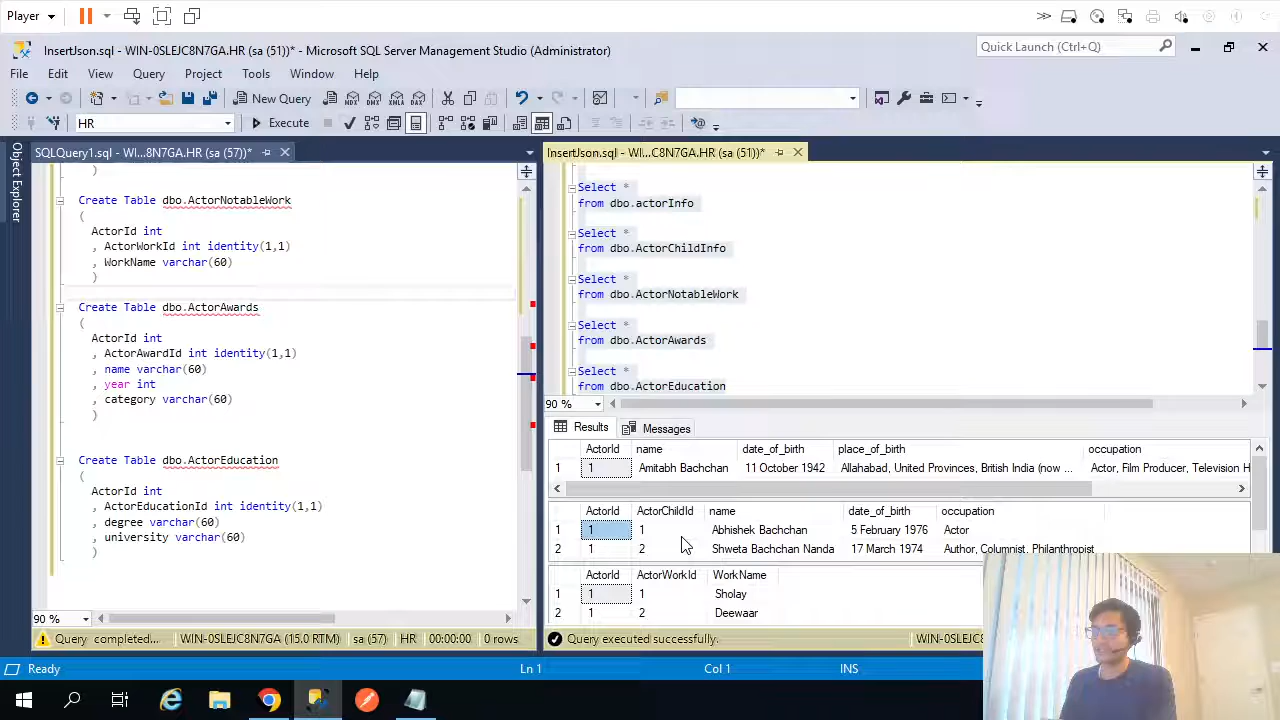 Player
InsertJson.sql - WIN-0SLEJC8N7GA.HR (sa (51))* - Microsoft SQL Server Management Studio (Administrator)
Quick Launch (Ctrl+Q)
File Edit View Query Project Tools Window Help
New Query
MDX DMX XMLA DAX
HR
Execute
Object Explorer
SQLQuery1.sql - WI...8N7GA.HR (sa (57))*
)
Create Table dbo.ActorNotableWork
(
ActorId int
, ActorWorkId int identity(1,1)
, WorkName varchar(60)
)
Create Table dbo.ActorAwards
(
ActorId int
, ActorAwardId int identity(1,1)
, name varchar(60)
, year int
, category varchar(60)
)
Create Table dbo.ActorEducation
(
ActorId int
, ActorEducationId int identity(1,1)
, degree varchar(60)
, university varchar(60)
)
90 %
Query completed... WIN-0SLEJC8N7GA (15.0 RTM) sa (57) HR 00:00:00 0 rows
InsertJson.sql - WI...C8N7GA.HR (sa (51))*
Select *
from dbo.actorInfo
Select *
from dbo.ActorChildInfo
Select *
from dbo.ActorNotableWork
Select *
from dbo.ActorAwards
Select *
from dbo.ActorEducation
90 %
Results Messages
ActorId name date_of_birth place_of_birth occupation
1 1 Amitabh Bachchan 11 October 1942 Allahabad, United Provinces, British India (now ... Actor, Film Producer, Television H
ActorId ActorChildId name date_of_birth occupation
1 1 1 Abhishek Bachchan 5 February 1976 Actor
2 1 2 Shweta Bachchan Nanda 17 March 1974 Author, Columnist, Philanthropist
ActorId ActorWorkId WorkName
1 1 1 Sholay
2 1 2 Deewaar
Query executed successfully. WIN-0SLEJC
Ready Ln 1 Col 1 INS